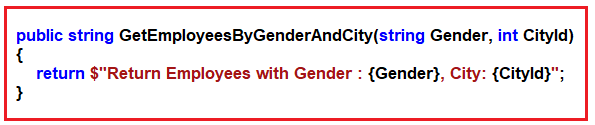 public string GetEmployeesByGenderAndCity(string Gender, int CityId)
{
return $"Return Employees with Gender : {Gender}, City: {CityId}";
}